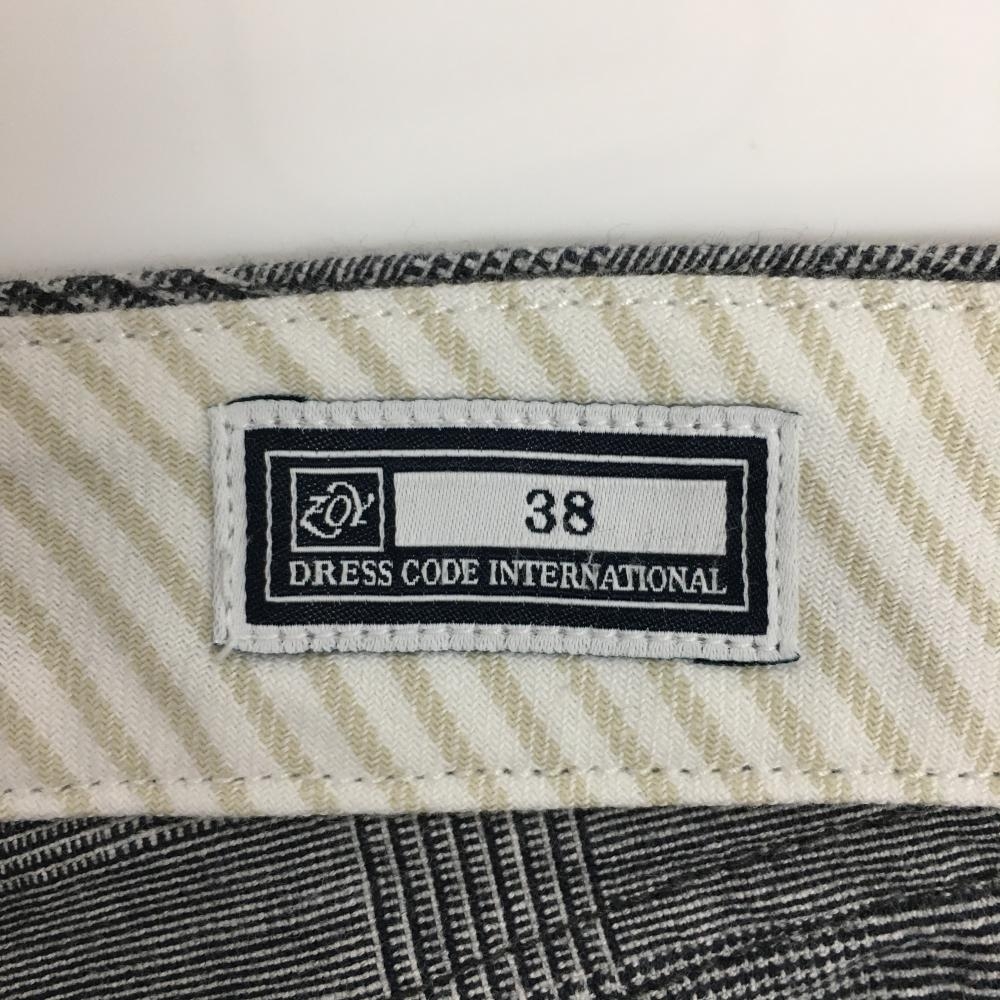 ZOY 38
DRESS CODE INTERNATIONAL